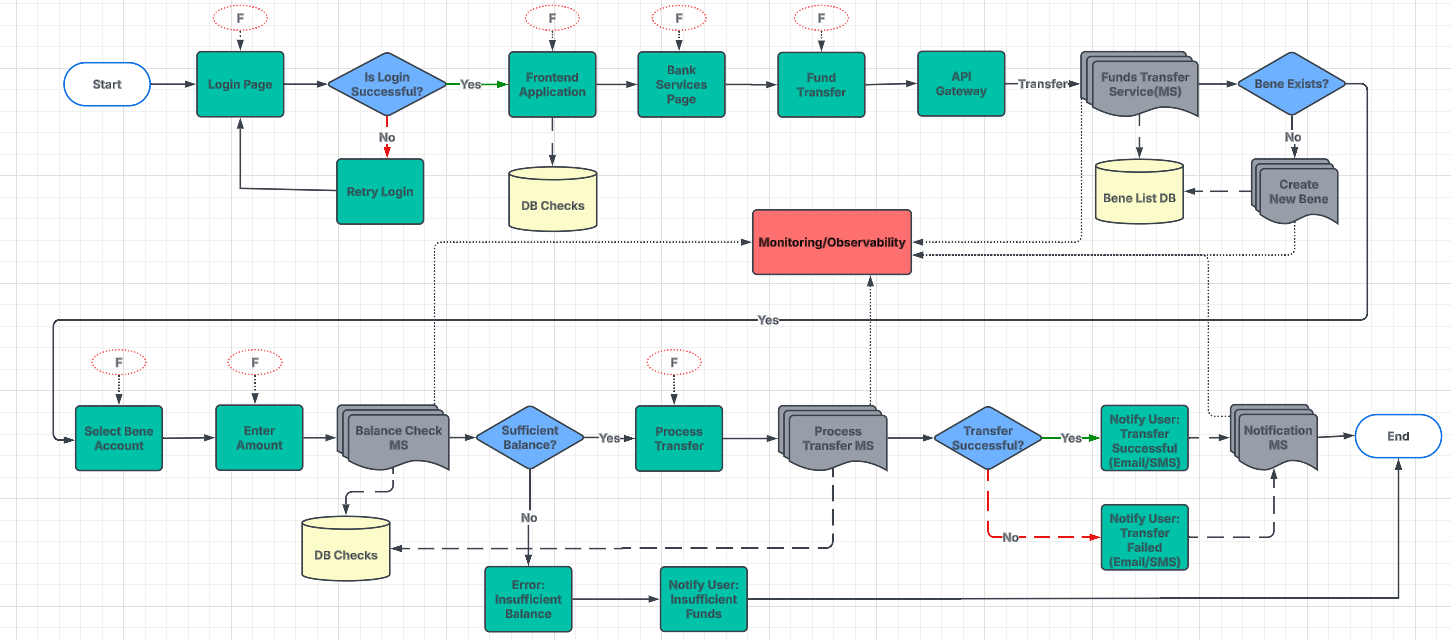 F
F
F
F
Start
Login Page
Is Login
Successful?
Yes
Frontend
Application
Bank
Services
Page
Fund
Transfer
API
Gateway
Transfer
Funds Transfer
Service(MS)
Bene Exists?
No
No
Retry Login
DB Checks
Bene List DB
Create
New Bene
Monitoring/Observability
Yes
F
F
F
Select Bene
Account
Enter
Amount
Balance Check
MS
Sufficient
Balance?
Yes
Process
Transfer
Process
Transfer MS
Transfer
Successful?
Yes
Notify User:
Transfer
Successful
(Email/SMS)
Notification
MS
End
No
No
Notify User:
Transfer
Failed
(Email/SMS)
DB Checks
Error:
Insufficient
Balance
Notify User:
Insufficient
Funds